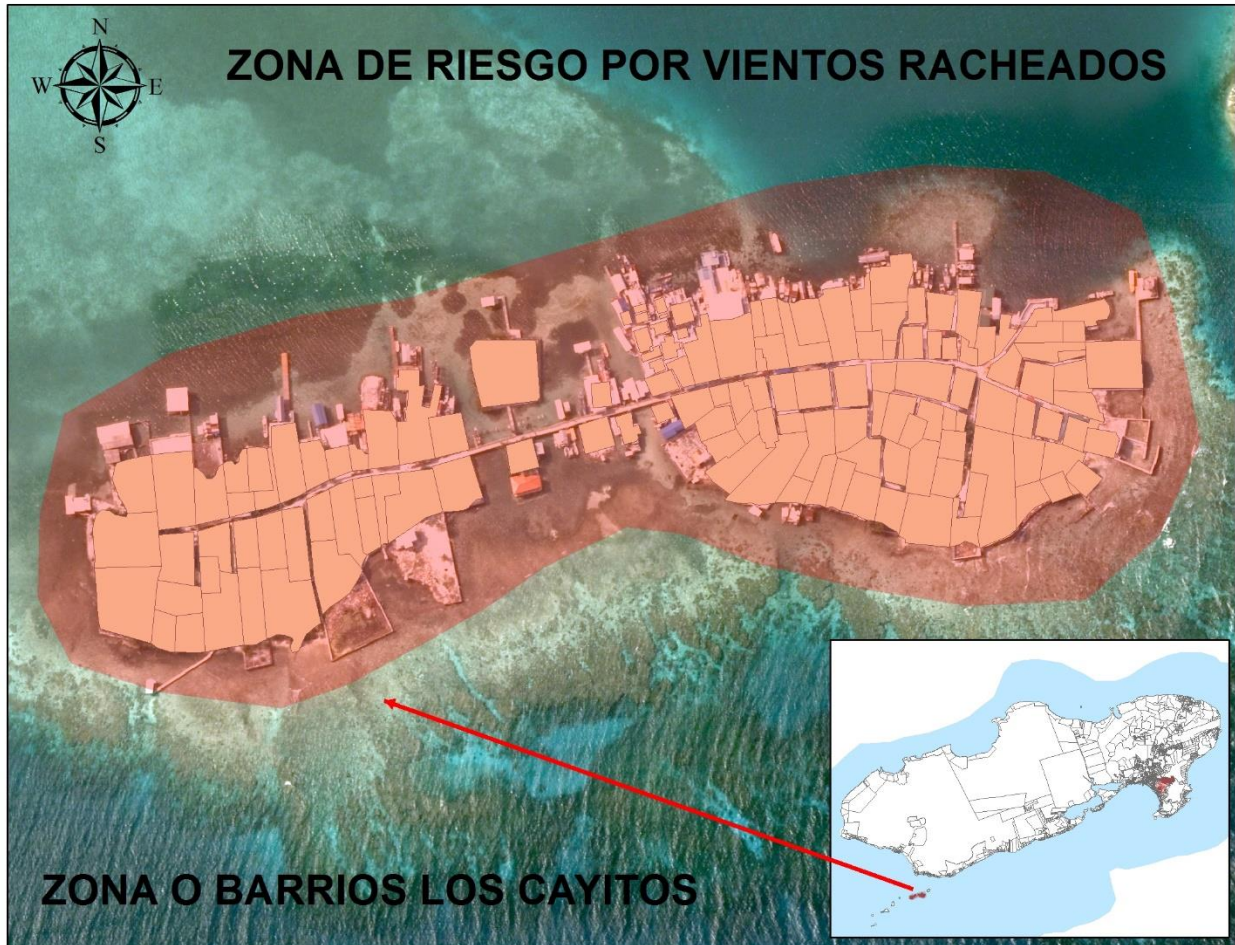 N
ZONA DE RIESGO POR VIENTOS RACHEADOS
W E
S
ZONA O BARRIOS LOS CAYITOS